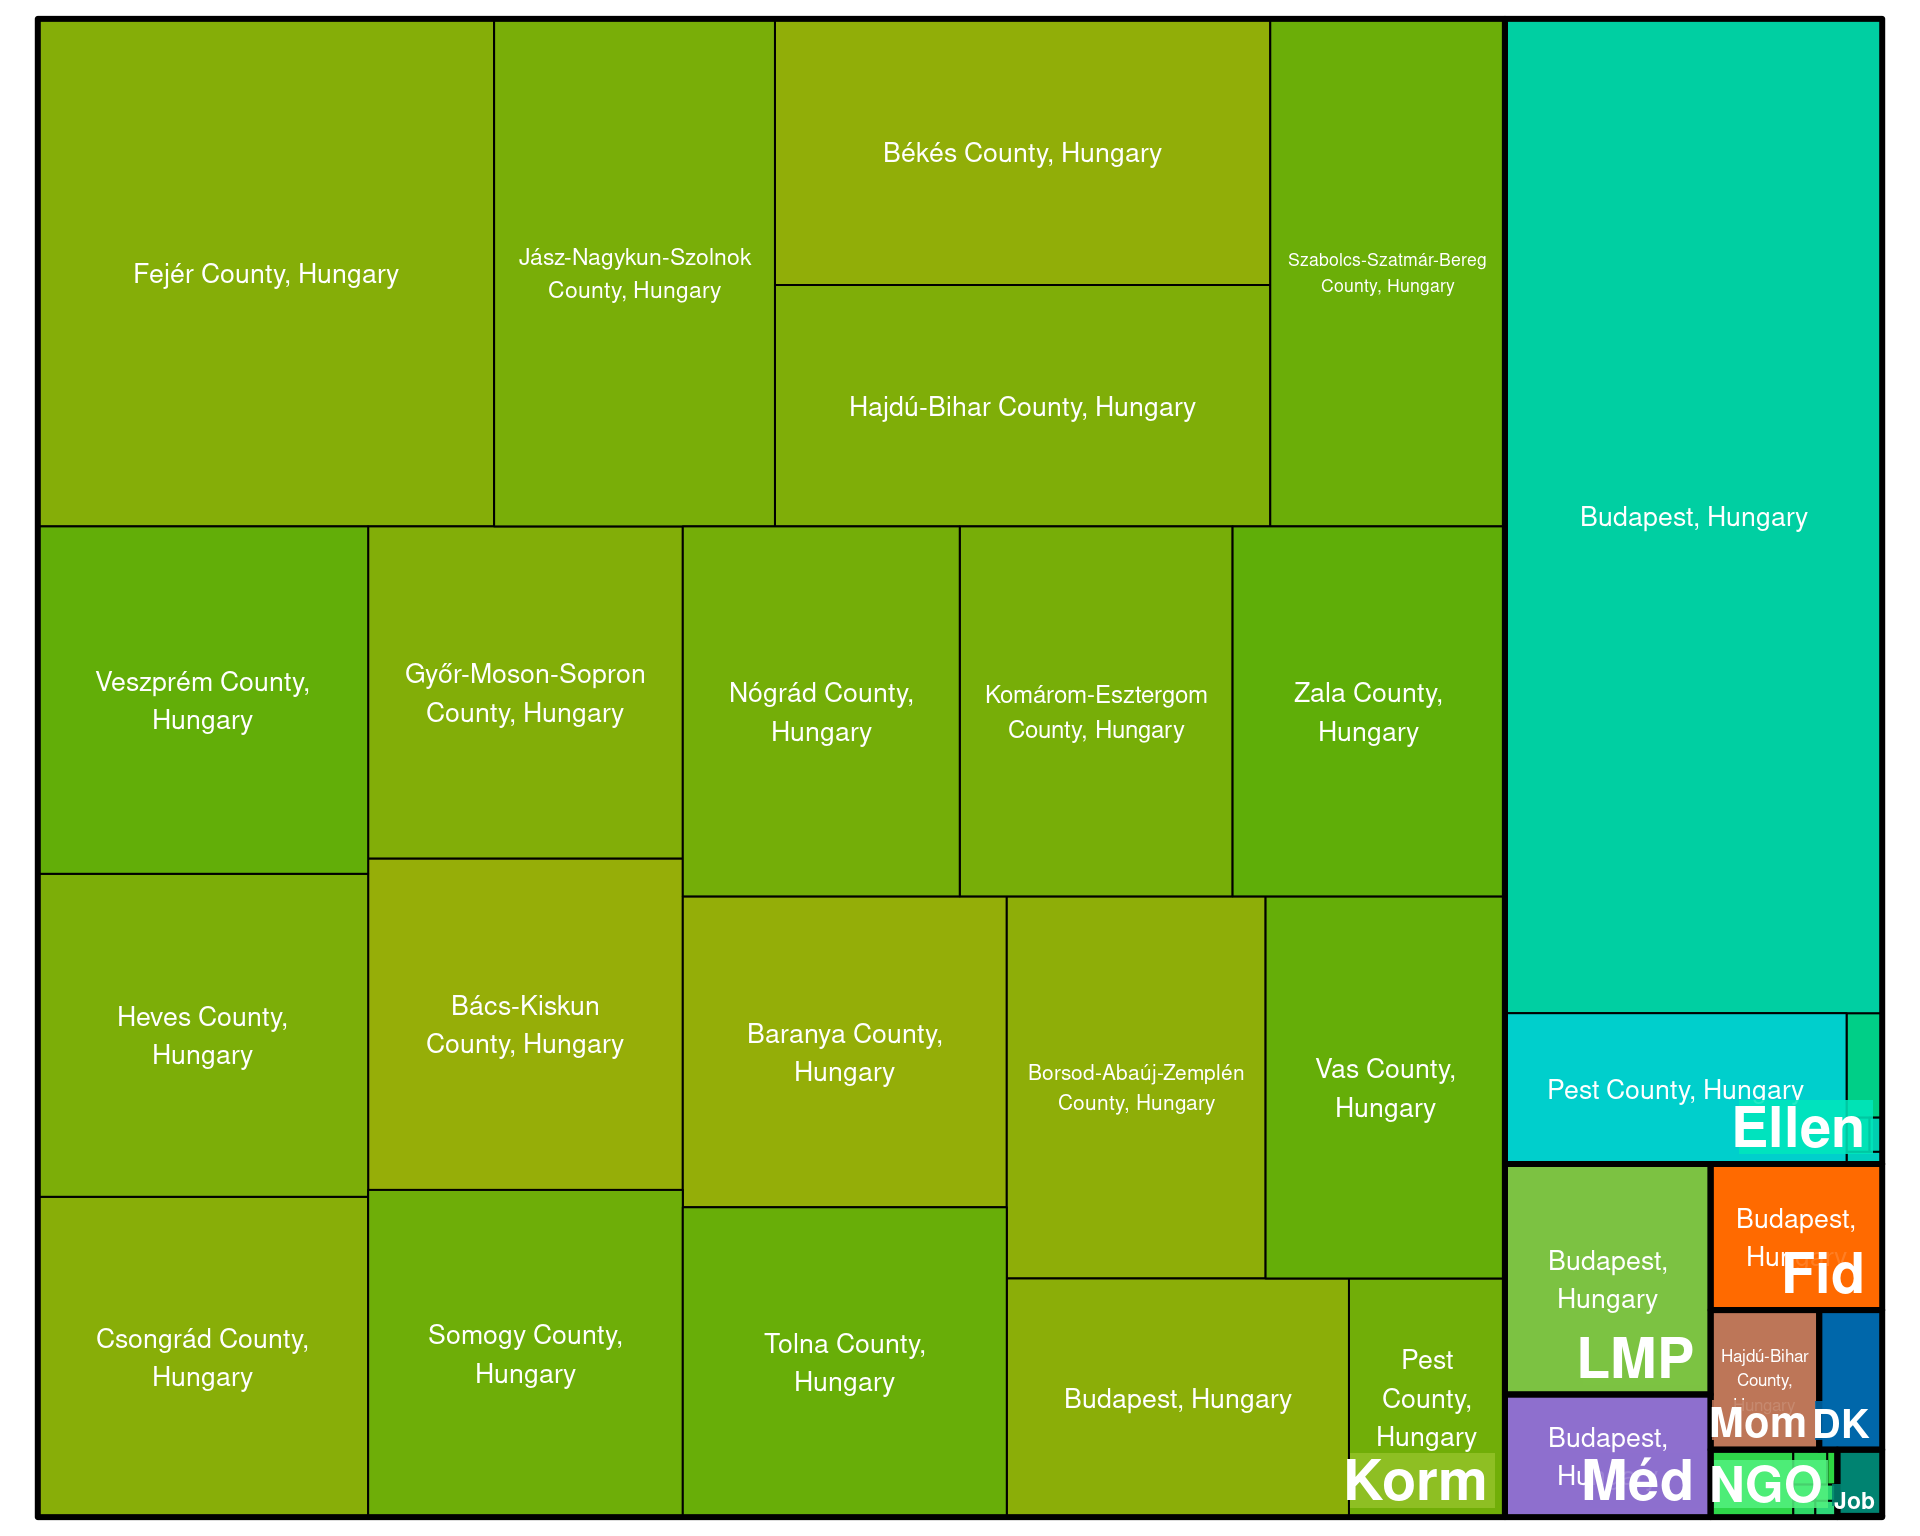 Fejér County, Hungary
Jász-Nagykun-Szolnok
County, Hungary
Békés County, Hungary
Hajdú-Bihar County, Hungary
Szabolcs-Szatmár-Bereg
County, Hungary
Veszprém County,
Hungary
Győr-Moson-Sopron
County, Hungary
Nógrád County,
Hungary
Komárom-Esztergom
County, Hungary
Zala County,
Hungary
Heves County,
Hungary
Bács-Kiskun
County, Hungary
Baranya County,
Hungary
Borsod-Abaúj-Zemplén
County, Hungary
Vas County,
Hungary
Csongrád County,
Hungary
Somogy County,
Hungary
Tolna County,
Hungary
Budapest, Hungary
Pest
County,
Hungary
Korm
Budapest, Hungary
Pest County, Hungary
Ellen
Budapest,
Hungary
LMP
Budapest,
Hungary
Fid
Hajdú-Bihar
County,
Hungary
Mom
DK
Budapest,
Méd
NGO
Job